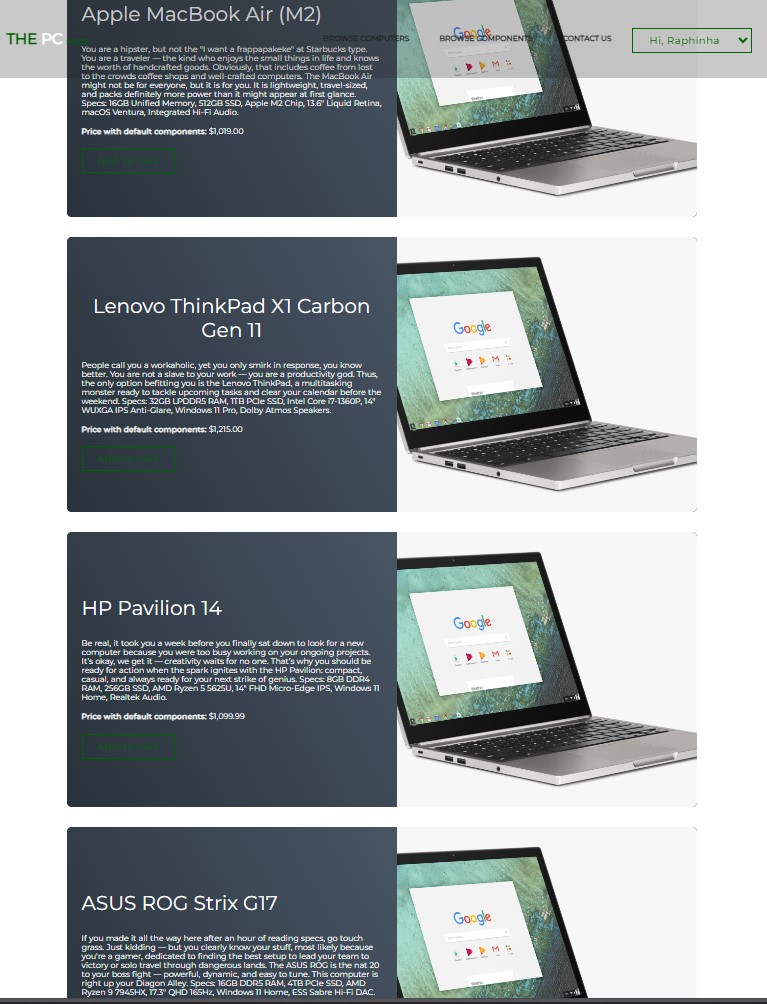 Apple MacBook Air (M2)
THE PC
BROWSE COMPUTERS
BROWSE COMPONENTS
CONTACT US
Hi, Raphinha
You are a hipster, but not the "I want a frappapakeke" at Starbucks type.
You are a traveler — the kind who enjoys the small things in life and knows
the worth of handcrafted goods. Obviously, that includes coffee from lost
to the crowds coffee shops and well-crafted computers. The MacBook Air
might not be for everyone, but it is for you. It is lightweight, travel-sized,
and packs definitely more power than it might appear at first glance.
Specs: 16GB Unified Memory, 512GB SSD, Apple M2 Chip, 13.6" Liquid Retina,
macOS Ventura, Integrated Hi-Fi Audio.
Price with default components: $1,019.00
Lenovo ThinkPad X1 Carbon
Gen 11
Google
People call you a workaholic, yet you only smirk in response, you know
better. You are not a slave to your work — you are a productivity god. Thus,
the only option befitting you is the Lenovo ThinkPad, a multitasking
monster ready to tackle upcoming tasks and clear your calendar before the
weekend. Specs: 32GB LPDDR5 RAM, 1TB PCIe SSD, Intel Core i7-1360P, 14"
WUXGA IPS Anti-Glare, Windows 11 Pro, Dolby Atmos Speakers.
Price with default components: $1,215.00
HP Pavilion 14
Google
Be real, it took you a week before you finally sat down to look for a new
computer because you were too busy working on your ongoing projects.
It's okay, we get it — creativity waits for no one. That's why you should be
ready for action when the spark ignites with the HP Pavilion: compact,
casual, and always ready for your next strike of genius. Specs: 8GB DDR4
RAM, 256GB SSD, AMD Ryzen 5 5625U, 14" FHD Micro-Edge IPS, Windows 11
Home, Realtek Audio.
Price with default components: $1,099.99
ASUS ROG Strix G17
Google
If you made it all the way here after an hour of reading specs, go touch
grass. Just kidding — but you clearly know your stuff, most likely because
you're a gamer, dedicated to finding the best setup to lead your team to
victory or solo travel through dangerous lands. The ASUS ROG is the nat 20
to your boss fight — powerful, dynamic, and easy to tune. This computer is
right up your Diagon Alley. Specs: 16GB DDR5 RAM, 4TB PCIe SSD, AMD
Ryzen 9 7945HX, 17.3" QHD 165Hz, Windows 11 Home, ESS Sabre Hi-Fi DAC.